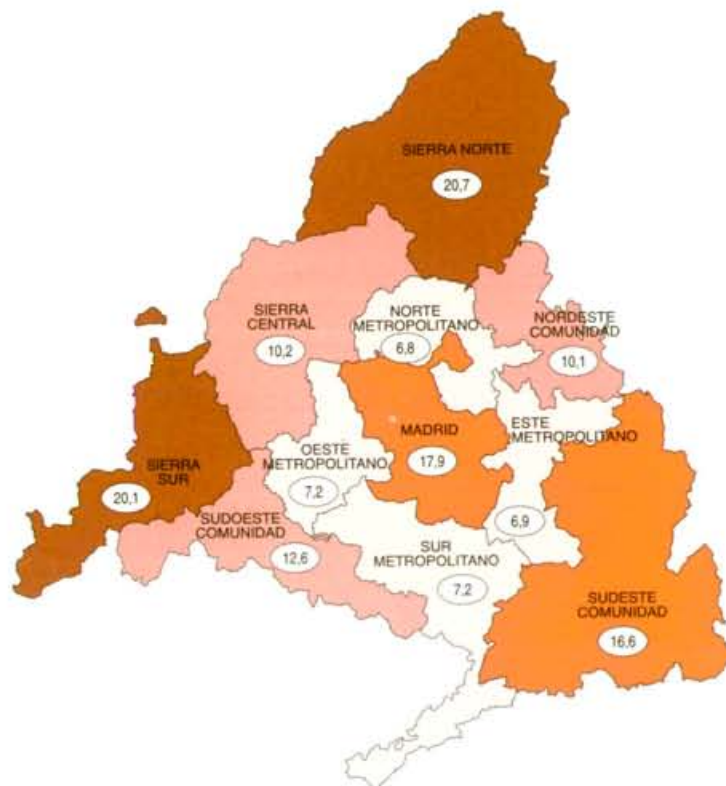 SIERRA NORTE
20,7
SIERRA
CENTRAL
10,2
NORTE
METROPOLITANO
6,8
NORDESTE
COMUNIDAD
10,1
MADRID
17,9
ESTE
METROPOLITANO
6,9
OESTE
METROPOLITANO
7,2
SIERRA
SUR
20,1
SUDOESTE
COMUNIDAD
12,6
SUR
METROPOLITANO
7,2
SUDESTE
COMUNIDAD
16,6